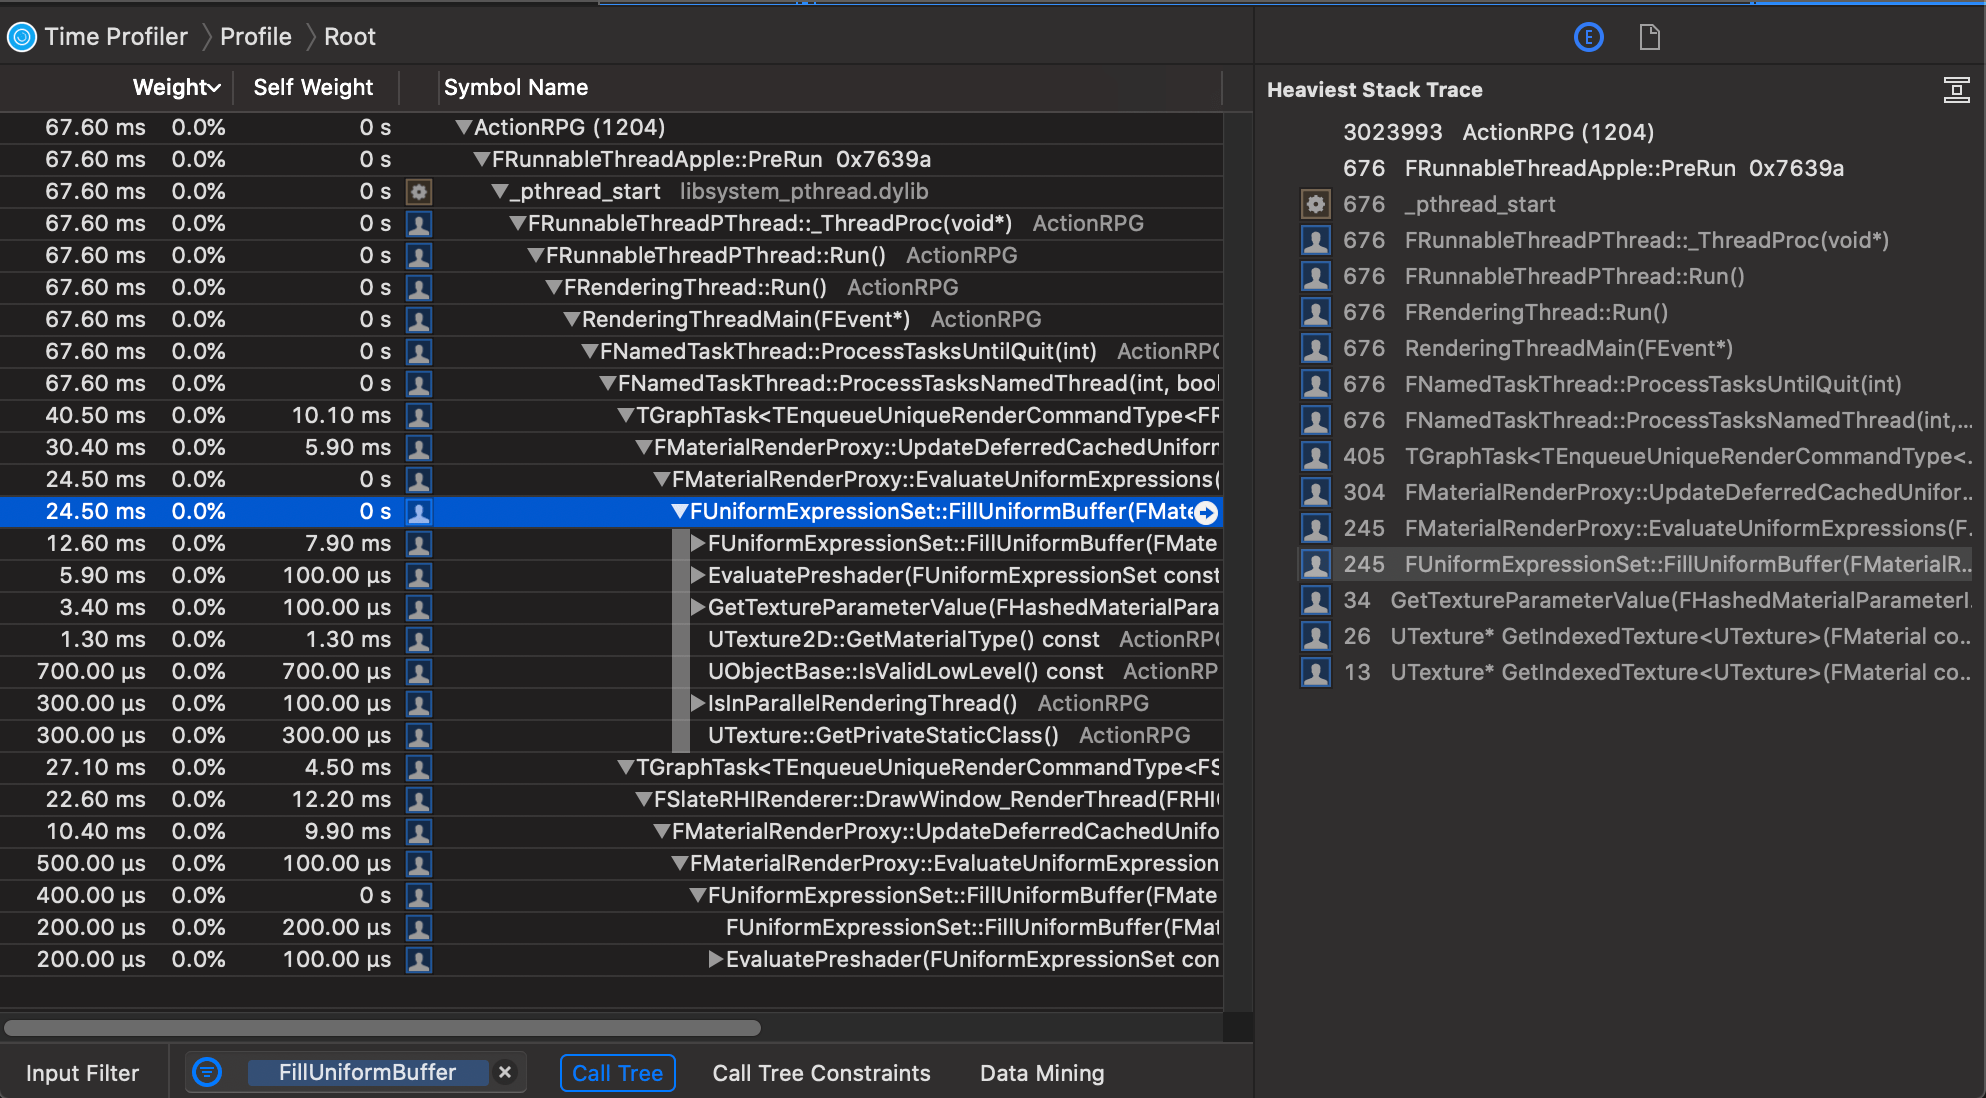 Time Profiler Profile Root
Weight Self Weight Symbol Name
67.60 ms 0.0% 0 s ActionRPG (1204)
67.60 ms 0.0% 0 s FRunnableThreadApple::PreRun 0x7639a
67.60 ms 0.0% 0 s _pthread_start libsystem_pthread.dylib
67.60 ms 0.0% 0 s FRunnableThreadPThread::_ThreadProc(void*) ActionRPG
67.60 ms 0.0% 0 s FRunnableThreadPThread::Run() ActionRPG
67.60 ms 0.0% 0 s FRenderingThread::Run() ActionRPG
67.60 ms 0.0% 0 s RenderingThreadMain(FEvent*) ActionRPG
67.60 ms 0.0% 0 s FNamedTaskThread::ProcessTasksUntilQuit(int) ActionRPG
67.60 ms 0.0% 0 s FNamedTaskThread::ProcessTasksNamedThread(int, bool
40.50 ms 0.0% 10.10 ms TGraphTask<TEnqueueUniqueRenderCommandType<FR
30.40 ms 0.0% 5.90 ms FMaterialRenderProxy::UpdateDeferredCachedUniform
24.50 ms 0.0% 0 s FMaterialRenderProxy::EvaluateUniformExpressions(
24.50 ms 0.0% 0 s FUniformExpressionSet::FillUniformBuffer(FMate
12.60 ms 0.0% 7.90 ms FUniformExpressionSet::FillUniformBuffer(FMate
5.90 ms 0.0% 100.00 µs EvaluatePreshader(FUniformExpressionSet const
3.40 ms 0.0% 100.00 µs GetTextureParameterValue(FHashedMaterialPara
1.30 ms 0.0% 1.30 ms UTexture2D::GetMaterialType() const ActionRPG
700.00 µs 0.0% 700.00 µs UObjectBase::IsValidLowLevel() const ActionRP
300.00 µs 0.0% 100.00 µs IsInParallelRenderingThread() ActionRPG
300.00 µs 0.0% 300.00 µs UTexture::GetPrivateStaticClass() ActionRPG
27.10 ms 0.0% 4.50 ms TGraphTask<TEnqueueUniqueRenderCommandType<FS
22.60 ms 0.0% 12.20 ms FSlateRHIRenderer::DrawWindow_RenderThread(FRHI
10.40 ms 0.0% 9.90 ms FMaterialRenderProxy::UpdateDeferredCachedUnifo
500.00 µs 0.0% 100.00 µs FMaterialRenderProxy::EvaluateUniformExpression
400.00 µs 0.0% 0 s FUniformExpressionSet::FillUniformBuffer(FMate
200.00 µs 0.0% 200.00 µs FUniformExpressionSet::FillUniformBuffer(FMat
200.00 µs 0.0% 100.00 µs EvaluatePreshader(FUniformExpressionSet con
Input Filter FillUniformBuffer Call Tree Call Tree Constraints Data Mining
E
Heaviest Stack Trace
3023993 ActionRPG (1204)
676 FRunnableThreadApple::PreRun 0x7639a
676 _pthread_start
676 FRunnableThreadPThread::_ThreadProc(void*)
676 FRunnableThreadPThread::Run()
676 FRenderingThread::Run()
676 RenderingThreadMain(FEvent*)
676 FNamedTaskThread::ProcessTasksUntilQuit(int)
676 FNamedTaskThread::ProcessTasksNamedThread(int,...
405 TGraphTask<TEnqueueUniqueRenderCommandType<.
304 FMaterialRenderProxy::UpdateDeferredCachedUnifor...
245 FMaterialRenderProxy::EvaluateUniformExpressions(F.
245 FUniformExpressionSet::FillUniformBuffer(FMaterialR...
34 GetTextureParameterValue(FHashedMaterialParameterI.
26 UTexture* GetIndexedTexture<UTexture>(FMaterial co...
13 UTexture* GetIndexedTexture<UTexture>(FMaterial co...